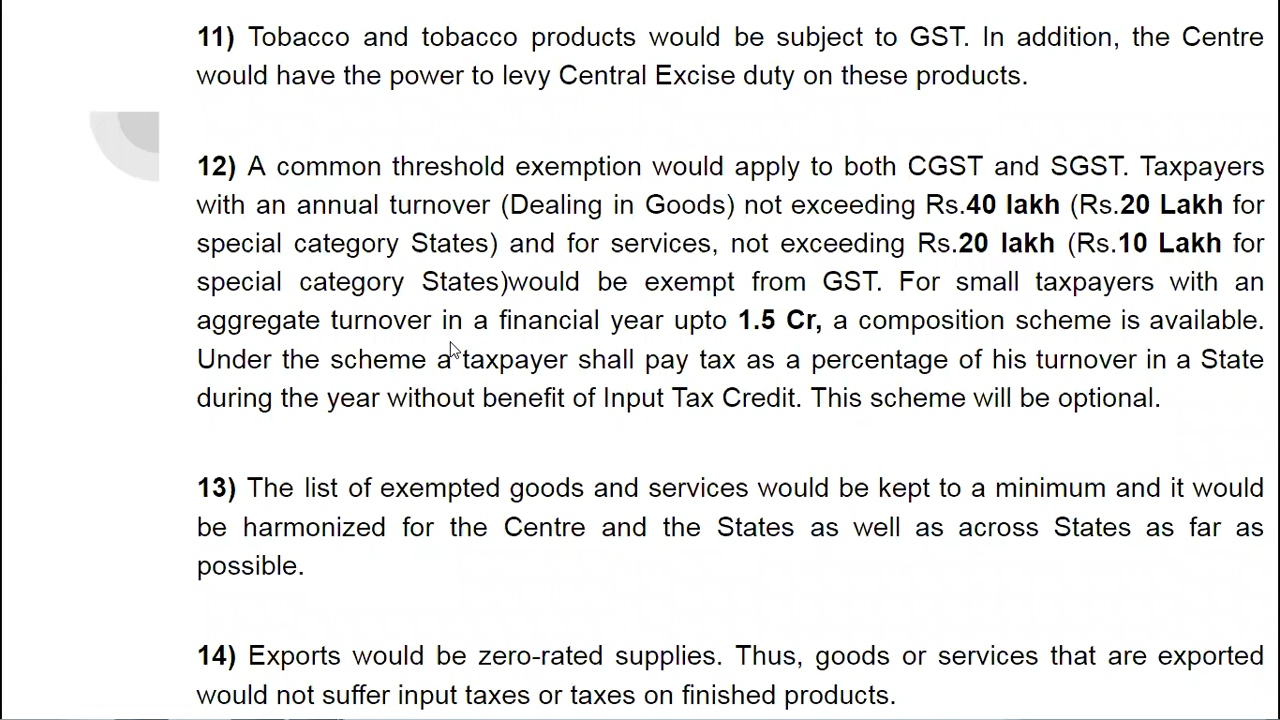 11) Tobacco and tobacco products would be subject to GST. In addition, the Centre
would have the power to levy Central Excise duty on these products.
12) A common threshold exemption would apply to both CGST and SGST. Taxpayers
with an annual turnover (Dealing in Goods) not exceeding Rs.40 lakh (Rs.20 Lakh for
special category States) and for services, not exceeding Rs.20 lakh (Rs.10 Lakh for
special category States)would be exempt from GST. For small taxpayers with an
aggregate turnover in a financial year upto 1.5 Cr, a composition scheme is available.
Under the scheme a taxpayer shall pay tax as a percentage of his turnover in a State
during the year without benefit of Input Tax Credit. This scheme will be optional.
13) The list of exempted goods and services would be kept to a minimum and it would
be harmonized for the Centre and the States as well as across States as far as
possible.
14) Exports would be zero-rated supplies. Thus, goods or services that are exported
would not suffer input taxes or taxes on finished products.